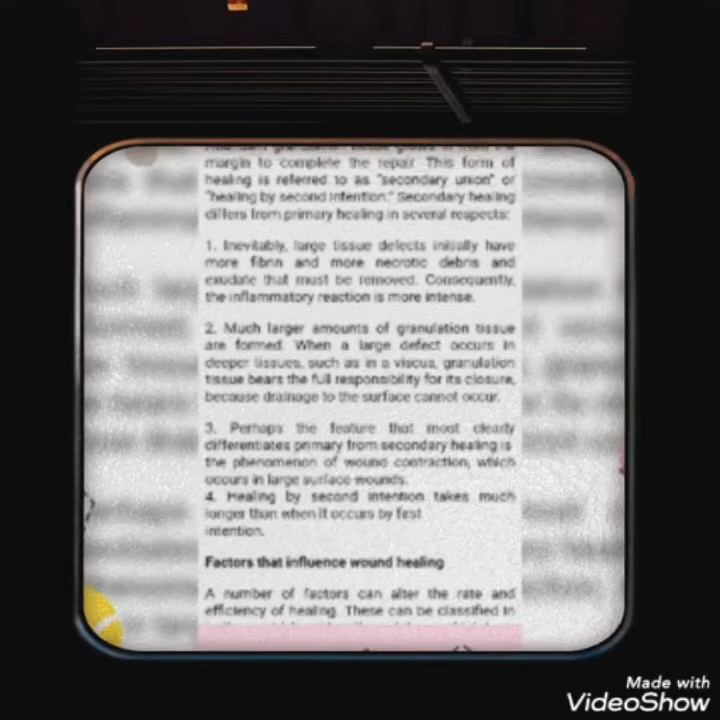 margin to complete the repair. This form of
healing is referred to as "secondary union" or
"healing by second intention." Secondary healing
differs from primary healing in several respects:
1. Inevitably, large tissue defects initially have
more fibrin and more necrotic debris and
exudate that must be removed. Consequently,
the inflammatory reaction is more intense.
2. Much larger amounts of granulation tissue
are formed. When a large defect occurs in
deeper tissues, such as in a viscus, granulation
tissue bears the full responsibility for its closure,
because drainage to the surface cannot occur.
3. Perhaps the feature that most clearly
differentiates primary from secondary healing is
the phenomenon of wound contraction, which
occurs in large surface wounds.
4. Healing by second intention takes much
longer than when it occurs by first
intention.
Factors that influence wound healing
A number of factors can alter the rate and
efficiency of healing. These can be classified in
Made with
VideoShow